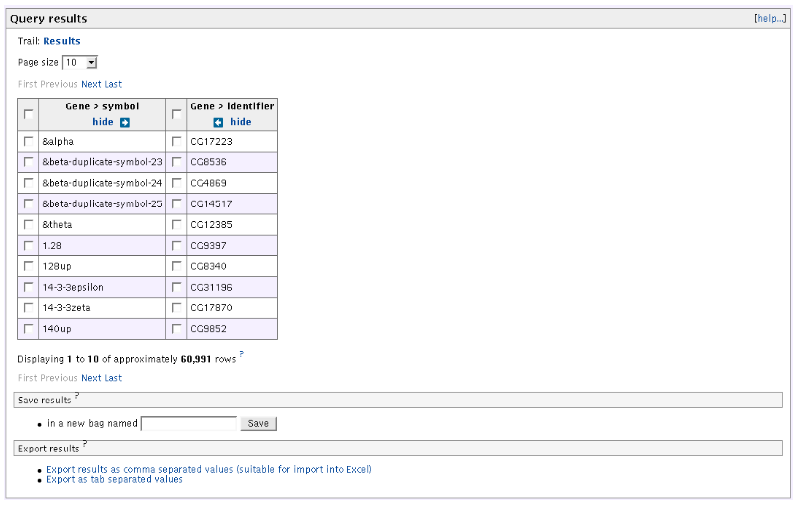 Query results [help...]
Trail: Results
Page size 10
First Previous Next Last
Gene > symbol Gene > identifier
hide hide
&alpha CG17223
&beta-duplicate-symbol-23 CG8536
&beta-duplicate-symbol-24 CG4869
&beta-duplicate-symbol-25 CG14517
&theta CG12385
1.28 CG9397
128up CG8340
14-3-3epsilon CG31196
14-3-3zeta CG17870
140up CG9852
Displaying 1 to 10 of approximately 60,991 rows ?
First Previous Next Last
Save results ?
• in a new bag named Save
Export results ?
• Export results as comma separated values (suitable for import into Excel)
• Export as tab separated values